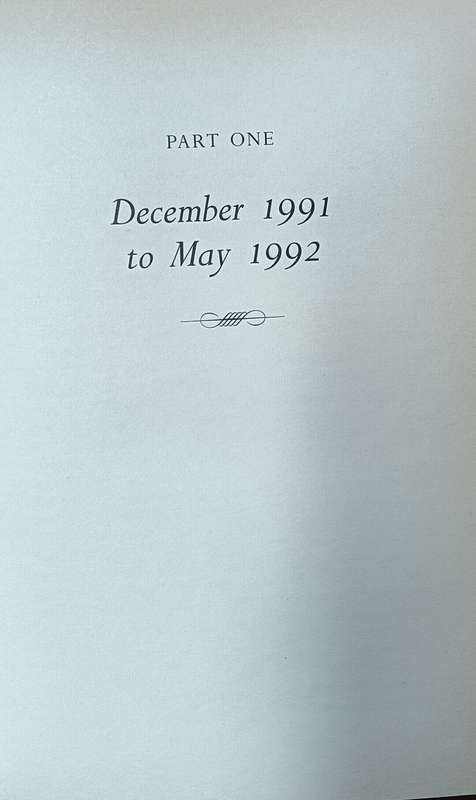 PART ONE
December 1991
to May 1992